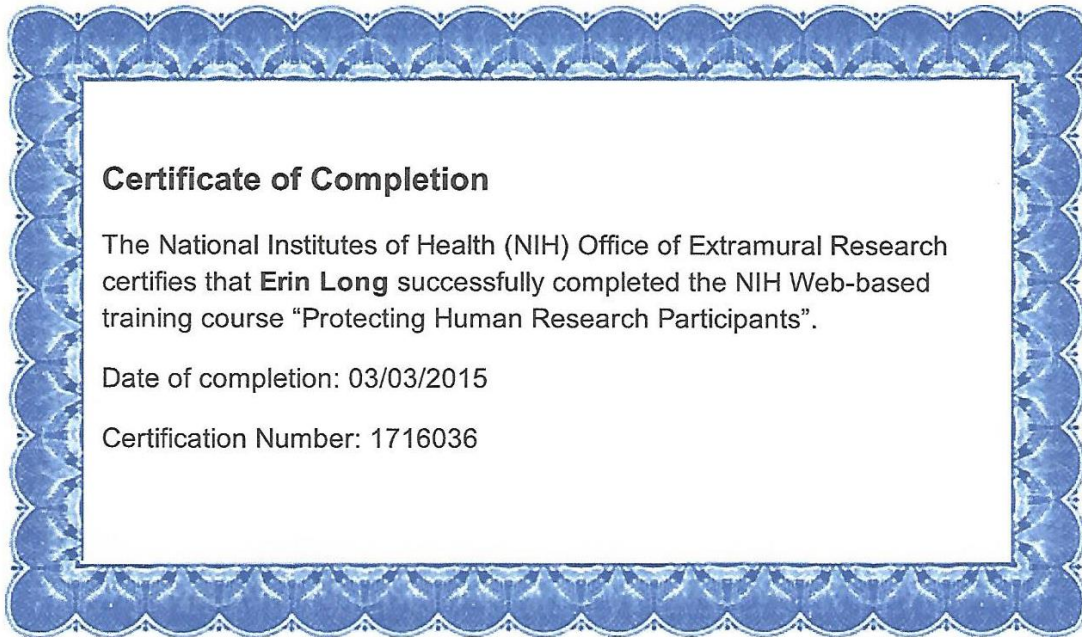 Certificate of Completion
The National Institutes of Health (NIH) Office of Extramural Research
certifies that Erin Long successfully completed the NIH Web-based
training course “Protecting Human Research Participants”.
Date of completion: 03/03/2015
Certification Number: 1716036